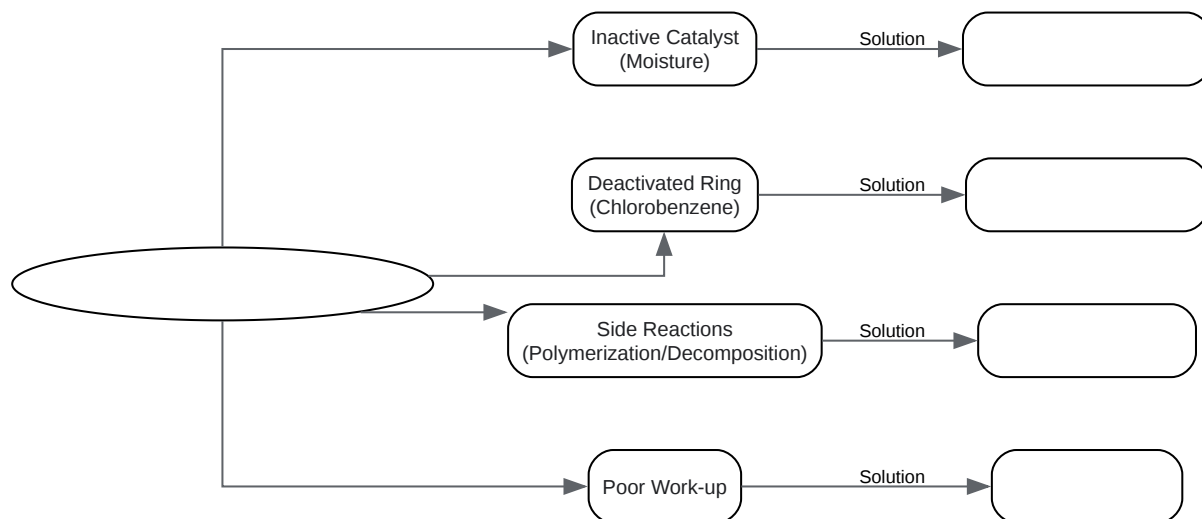 Inactive Catalyst
(Moisture)
Solution
Deactivated Ring
(Chlorobenzene)
Solution
Side Reactions
(Polymerization/Decomposition)
Solution
Poor Work-up
Solution